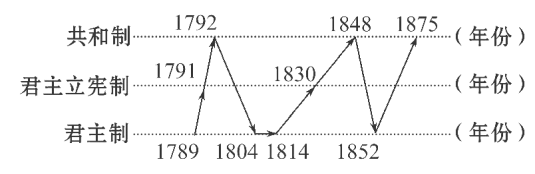 1792 1848 1875
共和制 (年份)
1791 1830
君主立宪制 (年份)
君主制 (年份)
1789 1804 1814 1852